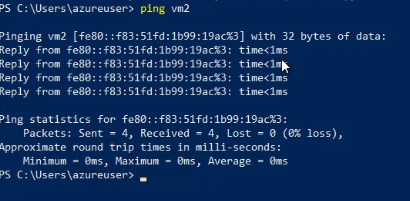 PS C:\Users\azureuser> ping vm2
Pinging vm2 [fe80::f83:51fd:1b99:19ac%3] with 32 bytes of data:
Reply from fe80::f83:51fd:1b99:19ac%3: time<1ms
Reply from fe80::f83:51fd:1b99:19ac%3: time<1ms
Reply from fe80::f83:51fd:1b99:19ac%3: time<1ms
Reply from fe80::f83:51fd:1b99:19ac%3: time<1ms
Ping statistics for fe80::f83:51fd:1b99:19ac%3:
    Packets: Sent = 4, Received = 4, Lost = 0 (0% loss),
Approximate round trip times in milli-seconds:
    Minimum = 0ms, Maximum = 0ms, Average = 0ms
PS C:\Users\azureuser> _